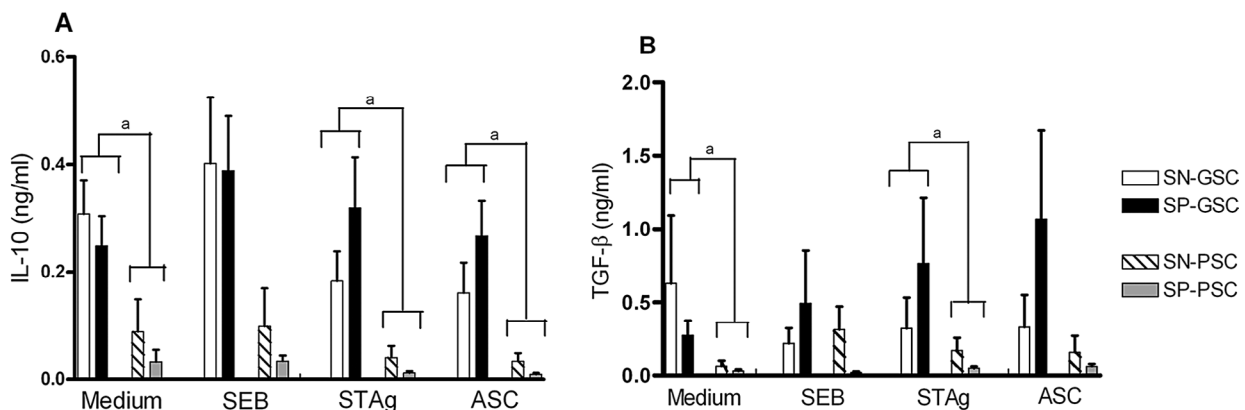 A
IL-10 (ng/ml)
0.6
0.4
0.2
0.0
a
a
a
Medium SEB STAg ASC
B
TGF-β (ng/ml)
2.0
1.5
1.0
0.5
0.0
a
a
Medium SEB STAg ASC
SN-GSC
SP-GSC
SN-PSC
SP-PSC